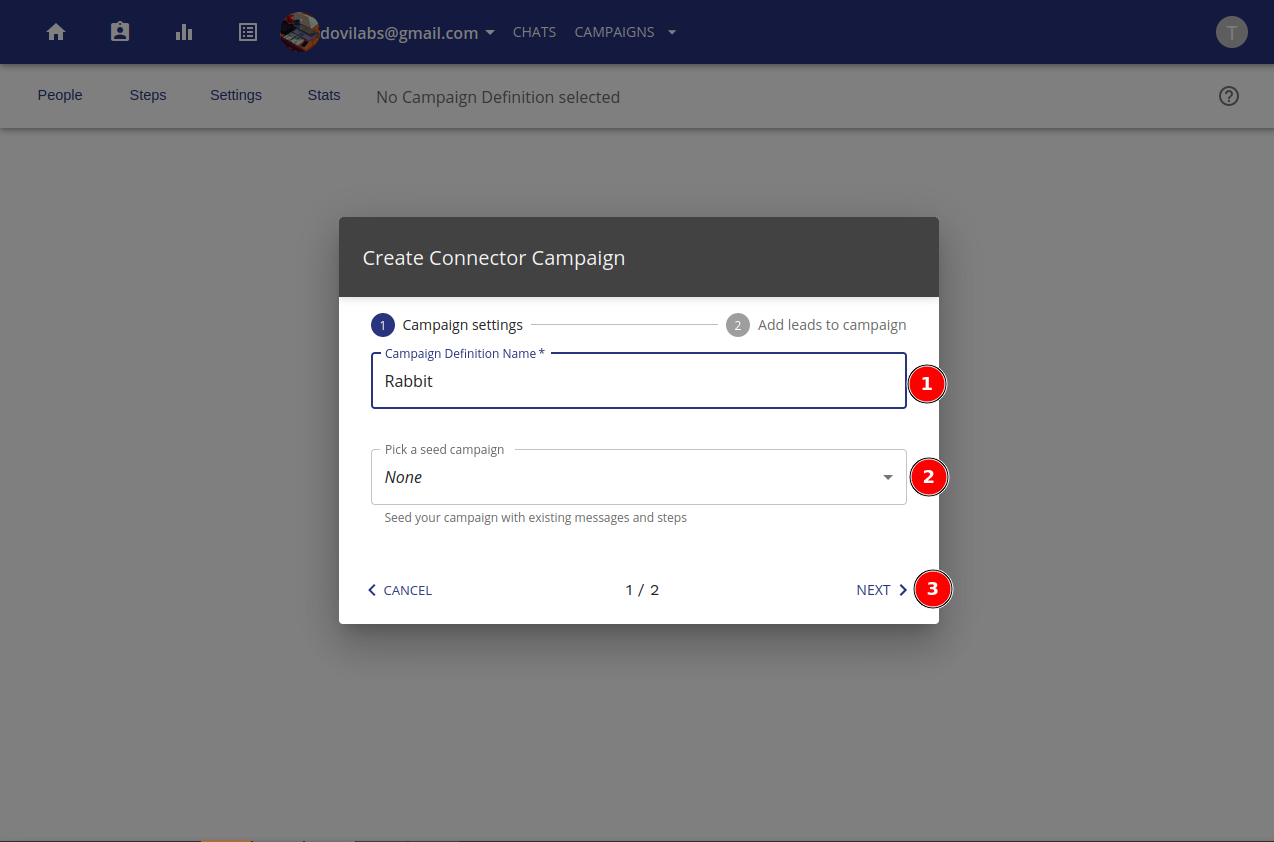 dovilabs@gmail.com CHATS CAMPAIGNS T
People Steps Settings Stats No Campaign Definition selected
Create Connector Campaign
1 Campaign settings 2 Add leads to campaign
Campaign Definition Name *
Rabbit 1
Pick a seed campaign
None 2
Seed your campaign with existing messages and steps
CANCEL 1 / 2 NEXT 3